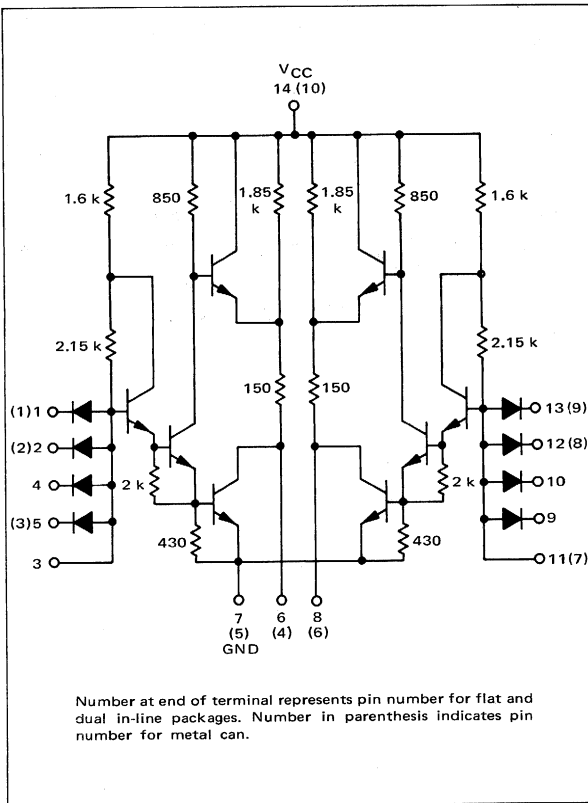 VCC
14 (10)
1.6 k
850
1.85 k
1.85 k
850
1.6 k
2.15 k
2.15 k
150
150
(1)1
13(9)
(2)2
12(8)
4
2 k
2 k
10
(3)5
9
430
430
3
11(7)
7
(5)
GND
6
(4)
8
(6)
Number at end of terminal represents pin number for flat and
dual in-line packages. Number in parenthesis indicates pin
number for metal can.